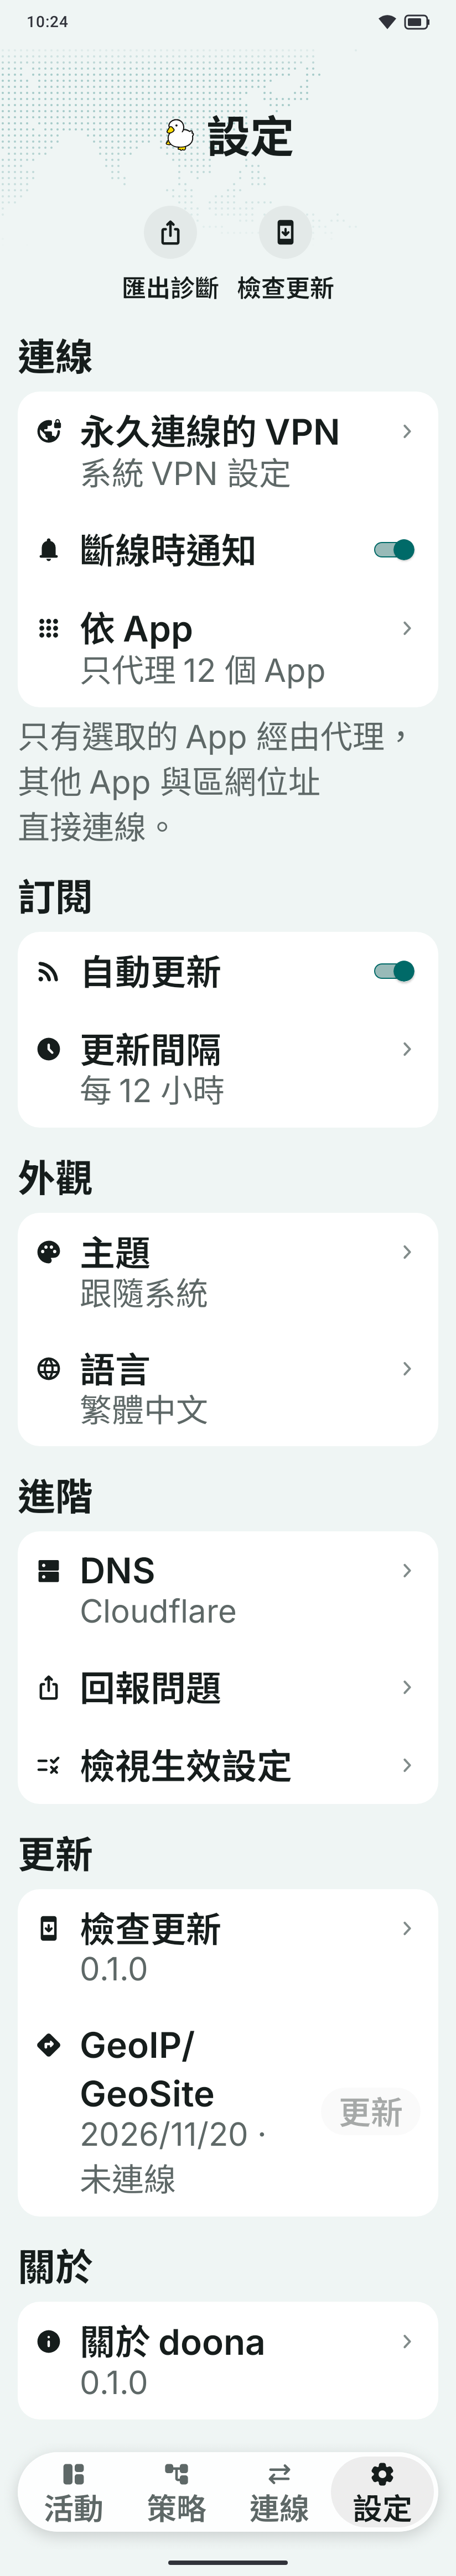 10:24
設定
匯出診斷
檢查更新
連線
永久連線的 VPN
系統 VPN 設定
斷線時通知
依 App
只代理 12 個 App
只有選取的 App 經由代理，
其他 App 與區網位址
直接連線。
訂閱
自動更新
更新間隔
每 12 小時
外觀
主題
跟隨系統
語言
繁體中文
進階
DNS
Cloudflare
回報問題
檢視生效設定
更新
檢查更新
0.1.0
GeoIP/
GeoSite
2026/11/20 ·
未連線
更新
關於
關於 doona
0.1.0
活動
策略
連線
設定